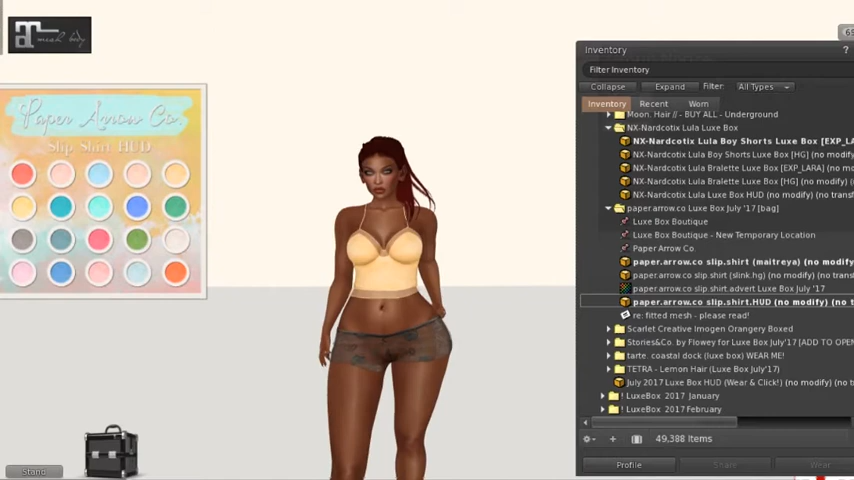 mesh body
Paper Arrow Co.
Slip Shirt HUD
Stand
Inventory
?
Filter Inventory
Collapse
Expand
Filter:
All Types
Inventory
Recent
Worn
Moon. Hair // - BUY ALL - Underground
NX-Nardcotix Lula Luxe Box
NX-Nardcotix Lula Boy Shorts Luxe Box [EXP_LA
NX-Nardcotix Lula Boy Shorts Luxe Box [HG] (no modify)
NX-Nardcotix Lula Bralette Luxe Box [EXP_LARA]
NX-Nardcotix Lula Bralette Luxe Box [HG] (no modify)
NX-Nardcotix Lula Luxe Box HUD (no modify) (no trans
paper.arrow.co Luxe Box July '17 [bag]
Luxe Box Boutique
Luxe Box Boutique - New Temporary Location
Paper Arrow Co.
paper.arrow.co slip.shirt (maitreya) (no modify
paper.arrow.co slip.shirt (slink.hg) (no modify) (no trans
paper.arrow.co slip.shirt.advert Luxe Box July '17
paper.arrow.co slip.shirt.HUD (no modify) (no t
re: fitted mesh - please read!
Scarlet Creative Imogen Orangery Boxed
Stories&Co. by Flowey for Luxe Box July'17 [ADD TO OPEN
tarte. coastal dock (luxe box) WEAR ME!
TETRA - Lemon Hair (Luxe Box July'17)
July 2017 Luxe Box HUD (Wear & Click!) (no modify) (no
! LuxeBox 2017 January
! LuxeBox 2017 February
49,388 Items
Profile
Share
Wear